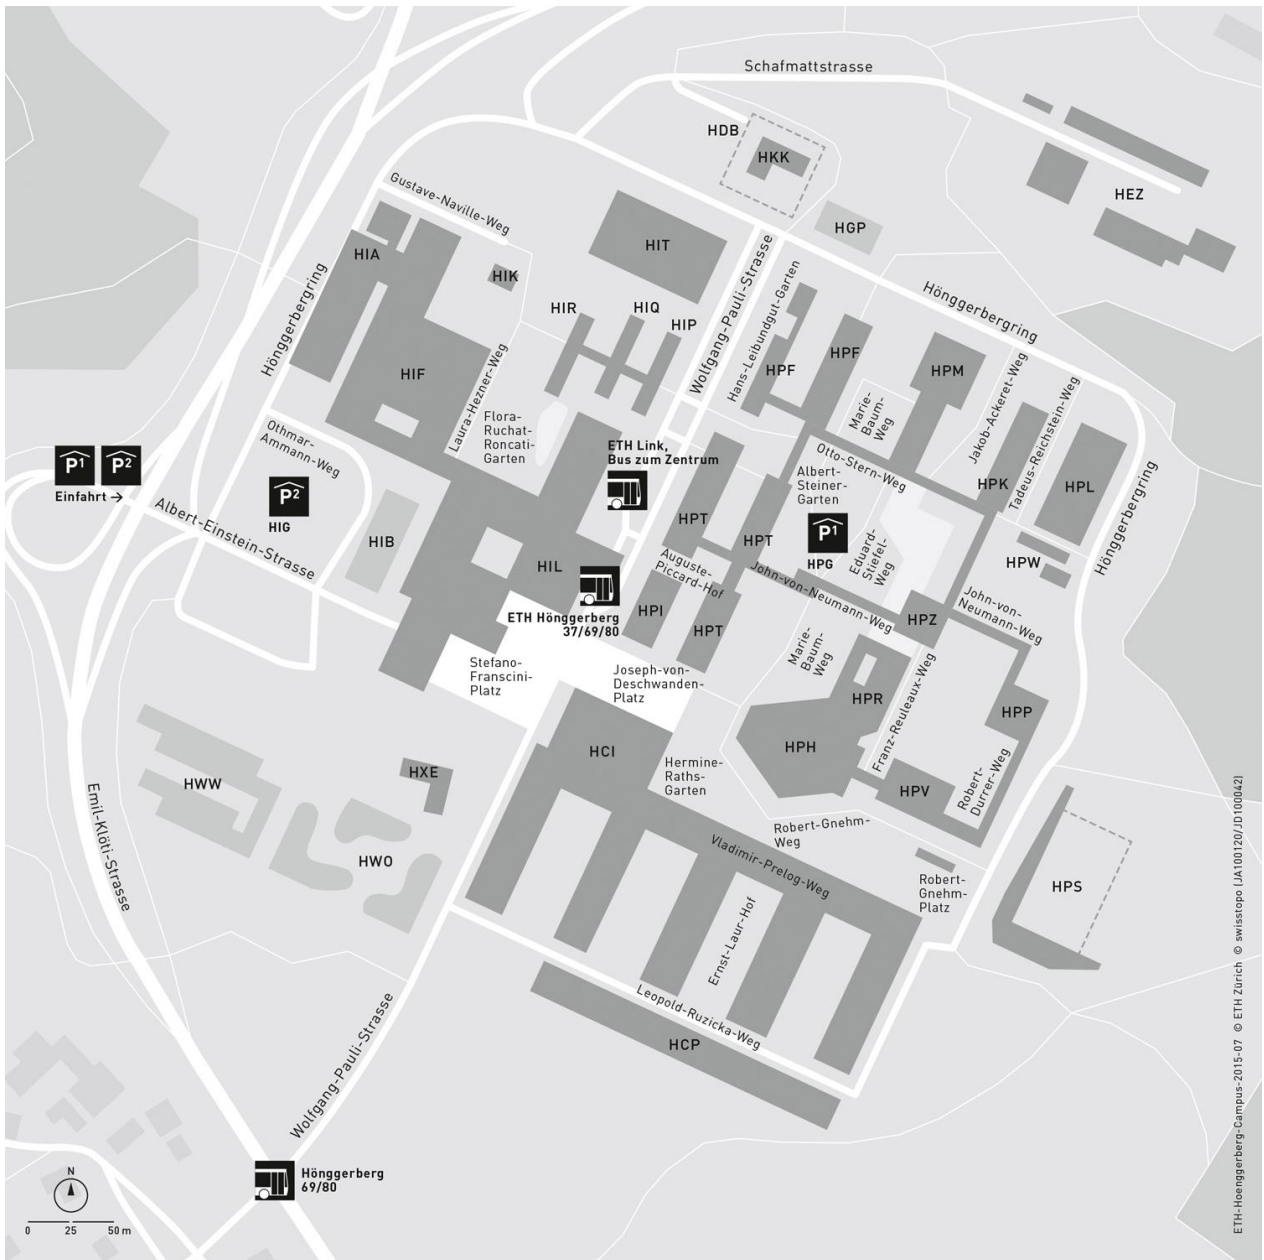 Schafmattstrasse
HDB
HKK
HEZ
Gustave-Naville-Weg
HGP
HIA
HIT
HIK
Hönggerbergring
Wolfgang-Pauli-Strasse
Hans-Leibundgut-Garten
Hönggerbergring
HIR
HIQ
HIP
HPF
HPF
HPM
HIF
Laura-Hezner-Weg
Marie-
Baum-
Weg
Jakob-Ackeret-Weg
Tadeus-Reichstein-Weg
Flora-
Ruchat-
Roncati-
Garten
Othmar-
Ammann-Weg
ETH Link,
Bus zum Zentrum
Otto-Stern-Weg
Albert-
Steiner-
Garten
P1
P2
Einfahrt →
P2
HIG
HPK
HPL
Hönggerbergring
Albert-Einstein-Strasse
HIB
HPT
HPT
P1
HPG
Eduard-
Stiefel-
Weg
HPW
HIL
Auguste-
Piccard-Hof
John-von-Neumann-Weg
John-von-
Neumann-Weg
ETH Hönggerberg
37/69/80
HPI
HPT
HPZ
Marie-
Baum-
Weg
Stefano-
Franscini-
Platz
Joseph-von-
Deschwanden-
Platz
HPR
Franz-Reuleaux-Weg
HPP
HCI
HPH
Hermine-
Raths-
Garten
HXE
HWW
HPV
Robert-
Durrer-Weg
Emil-Klöti-Strasse
Robert-Gnehm-
Weg
HWO
Vladimir-Prelog-Weg
Robert-
Gnehm-
Platz
HPS
Ernst-Laur-Hof
Leopold-Ruzicka-Weg
HCP
Wolfgang-Pauli-Strasse
Hönggerberg
69/80
N
0 25 50 m
ETH-Hoenggerberg-Campus-2015-07 © ETH Zürich © swisstopo (JA100120/JD100042)